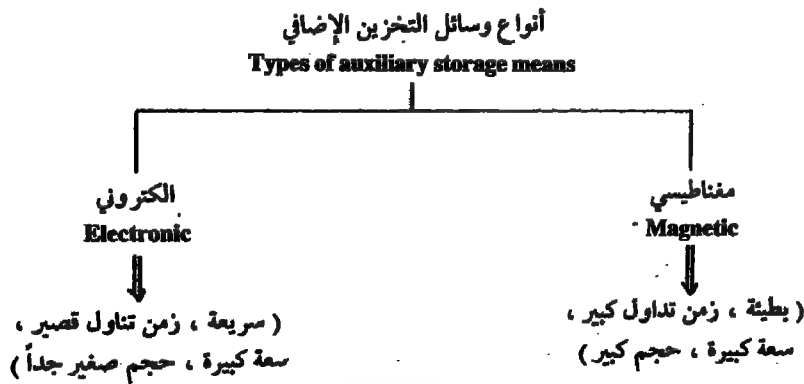 أنواع وسائل التخزين الإضافي
Types of auxiliary storage means
مغناطيسي
Magnetic
( بطيئة ، زمن تداول كبير ،
سعة كبيرة ، حجم كبير )
الكتروني
Electronic
( سريعة ، زمن تناول قصير ،
سعة كبيرة ، حجم صغير جداً )